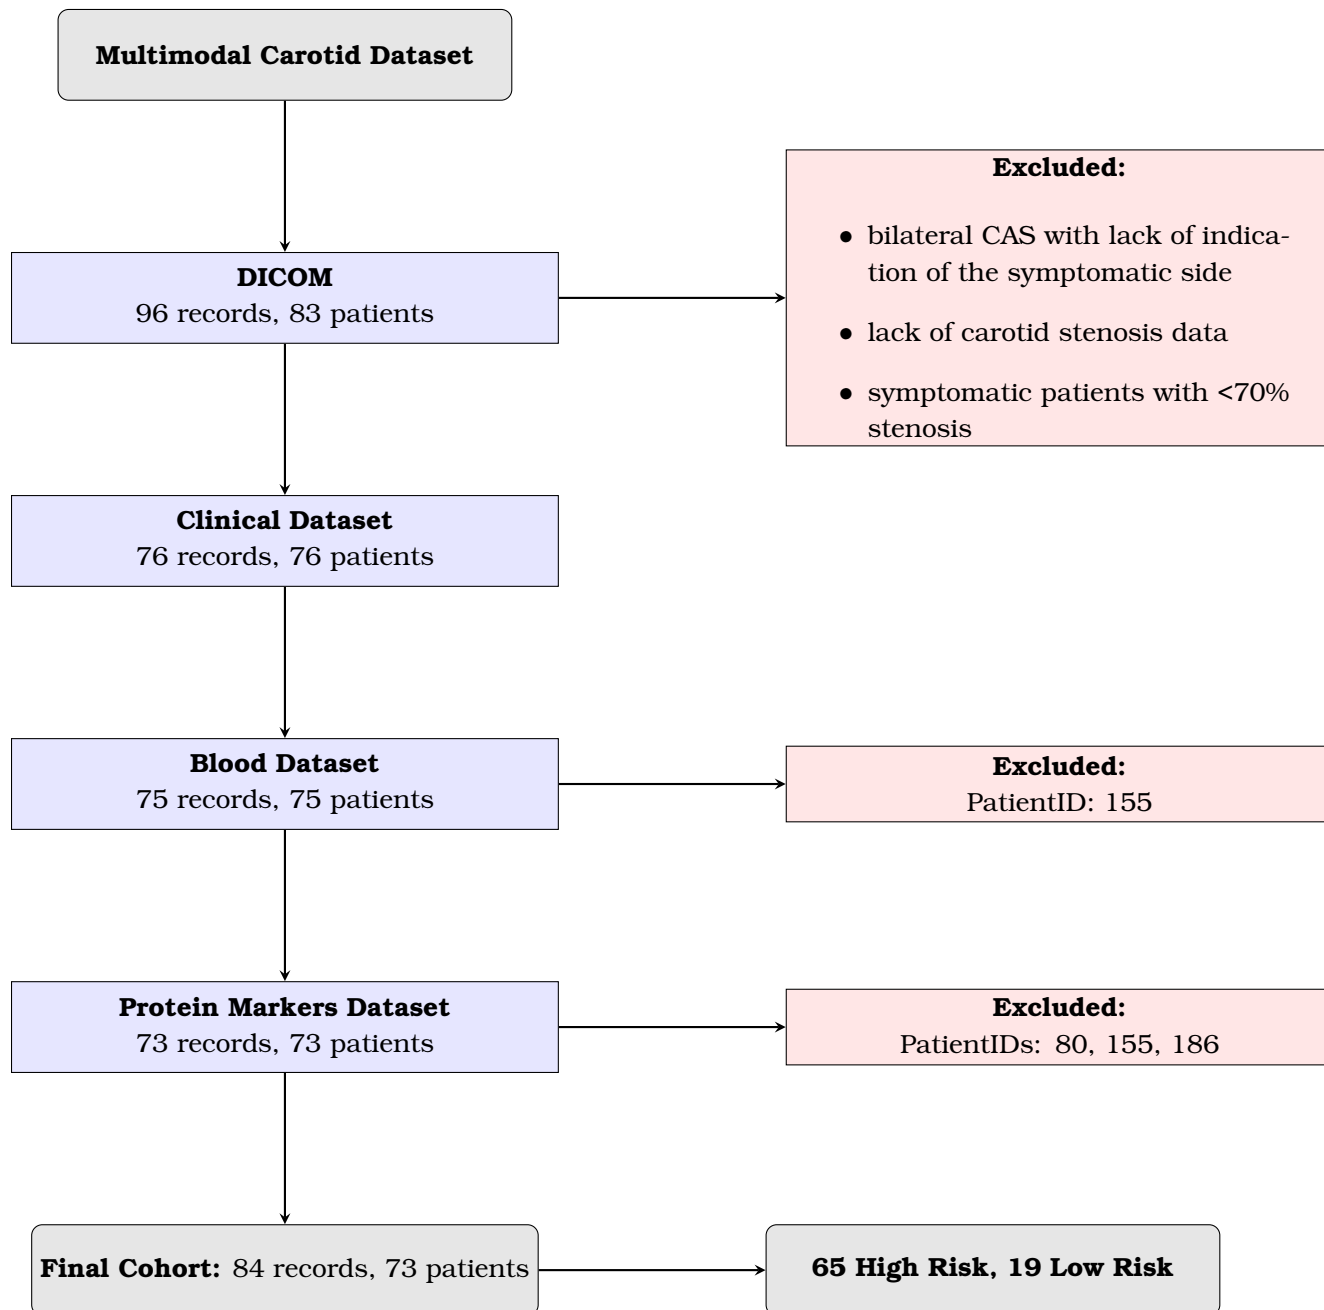 Multimodal Carotid Dataset
Excluded:
• bilateral CAS with lack of indica-
tion of the symptomatic side
• lack of carotid stenosis data
• symptomatic patients with <70%
stenosis
DICOM
96 records, 83 patients
Clinical Dataset
76 records, 76 patients
Blood Dataset
75 records, 75 patients
Excluded:
PatientID: 155
Protein Markers Dataset
73 records, 73 patients
Excluded:
PatientIDs: 80, 155, 186
Final Cohort: 84 records, 73 patients
65 High Risk, 19 Low Risk